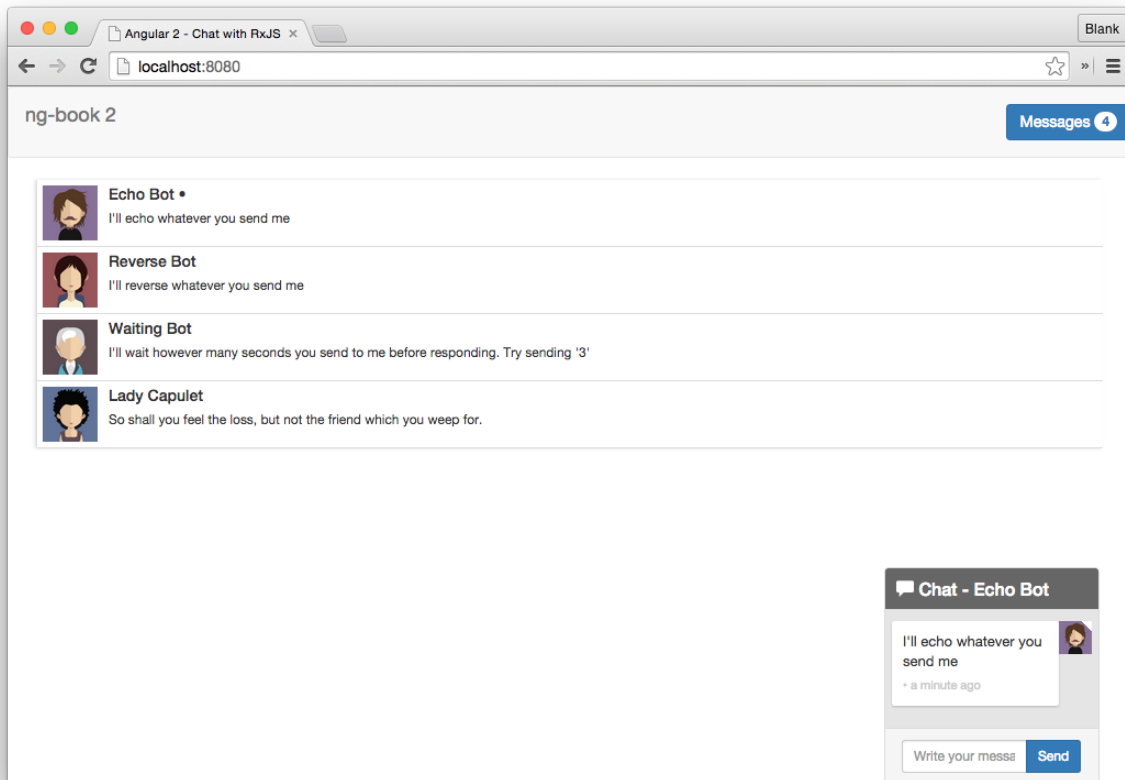 Angular 2 - Chat with RxJS
Blank
localhost:8080
ng-book 2
Messages 4
Echo Bot •
I'll echo whatever you send me
Reverse Bot
I'll reverse whatever you send me
Waiting Bot
I'll wait however many seconds you send to me before responding. Try sending '3'
Lady Capulet
So shall you feel the loss, but not the friend which you weep for.
Chat - Echo Bot
I'll echo whatever you
send me
• a minute ago
Write your messa
Send